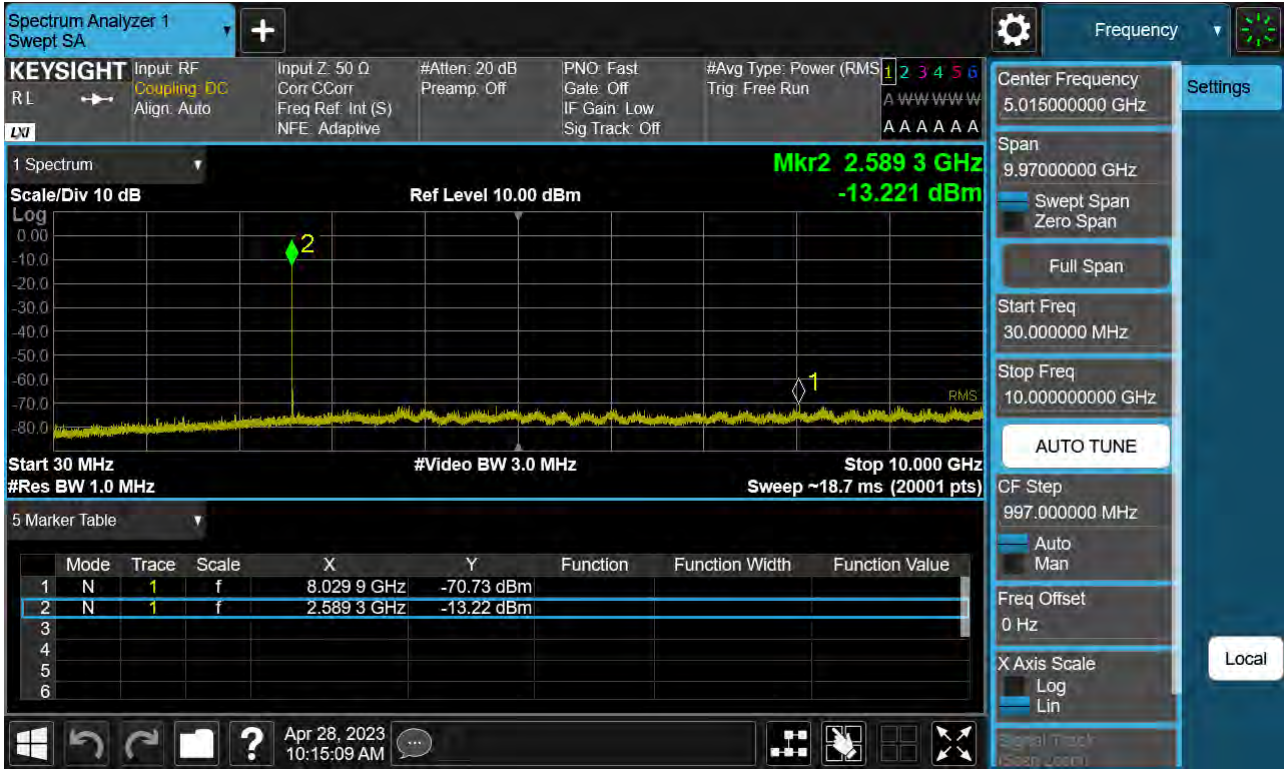 Spectrum Analyzer 1
Swept SA
+
Frequency
KEYSIGHT
RL
LXI
Input: RF
Coupling: DC
Align: Auto
Input Z: 50 Ω
Corr CCorr
Freq Ref: Int (S)
NFE: Adaptive
#Atten: 20 dB
Preamp: Off
PNO: Fast
Gate: Off
IF Gain: Low
Sig Track: Off
#Avg Type: Power (RMS
Trig: Free Run
1 2 3 4 5 6
A W W W W W
A A A A A A
1 Spectrum
Scale/Div 10 dB
Ref Level 10.00 dBm
Mkr2 2.589 3 GHz
-13.221 dBm
Log
0.00
-10.0
-20.0
-30.0
-40.0
-50.0
-60.0
-70.0
-80.0
2
1
RMS
Start 30 MHz
#Video BW 3.0 MHz
Stop 10.000 GHz
#Res BW 1.0 MHz
Sweep ~18.7 ms (20001 pts)
5 Marker Table
Mode Trace Scale X Y Function Function Width Function Value
1 N 1 f 8.029 9 GHz -70.73 dBm
2 N 1 f 2.589 3 GHz -13.22 dBm
3
4
5
6
Apr 28, 2023
10:15:09 AM
?
Center Frequency
5.015000000 GHz
Settings
Span
9.97000000 GHz
Swept Span
Zero Span
Full Span
Start Freq
30.000000 MHz
Stop Freq
10.000000000 GHz
AUTO TUNE
CF Step
997.000000 MHz
Auto
Man
Freq Offset
0 Hz
X Axis Scale
Log
Lin
Local
Signal Track
(Span Zoom)